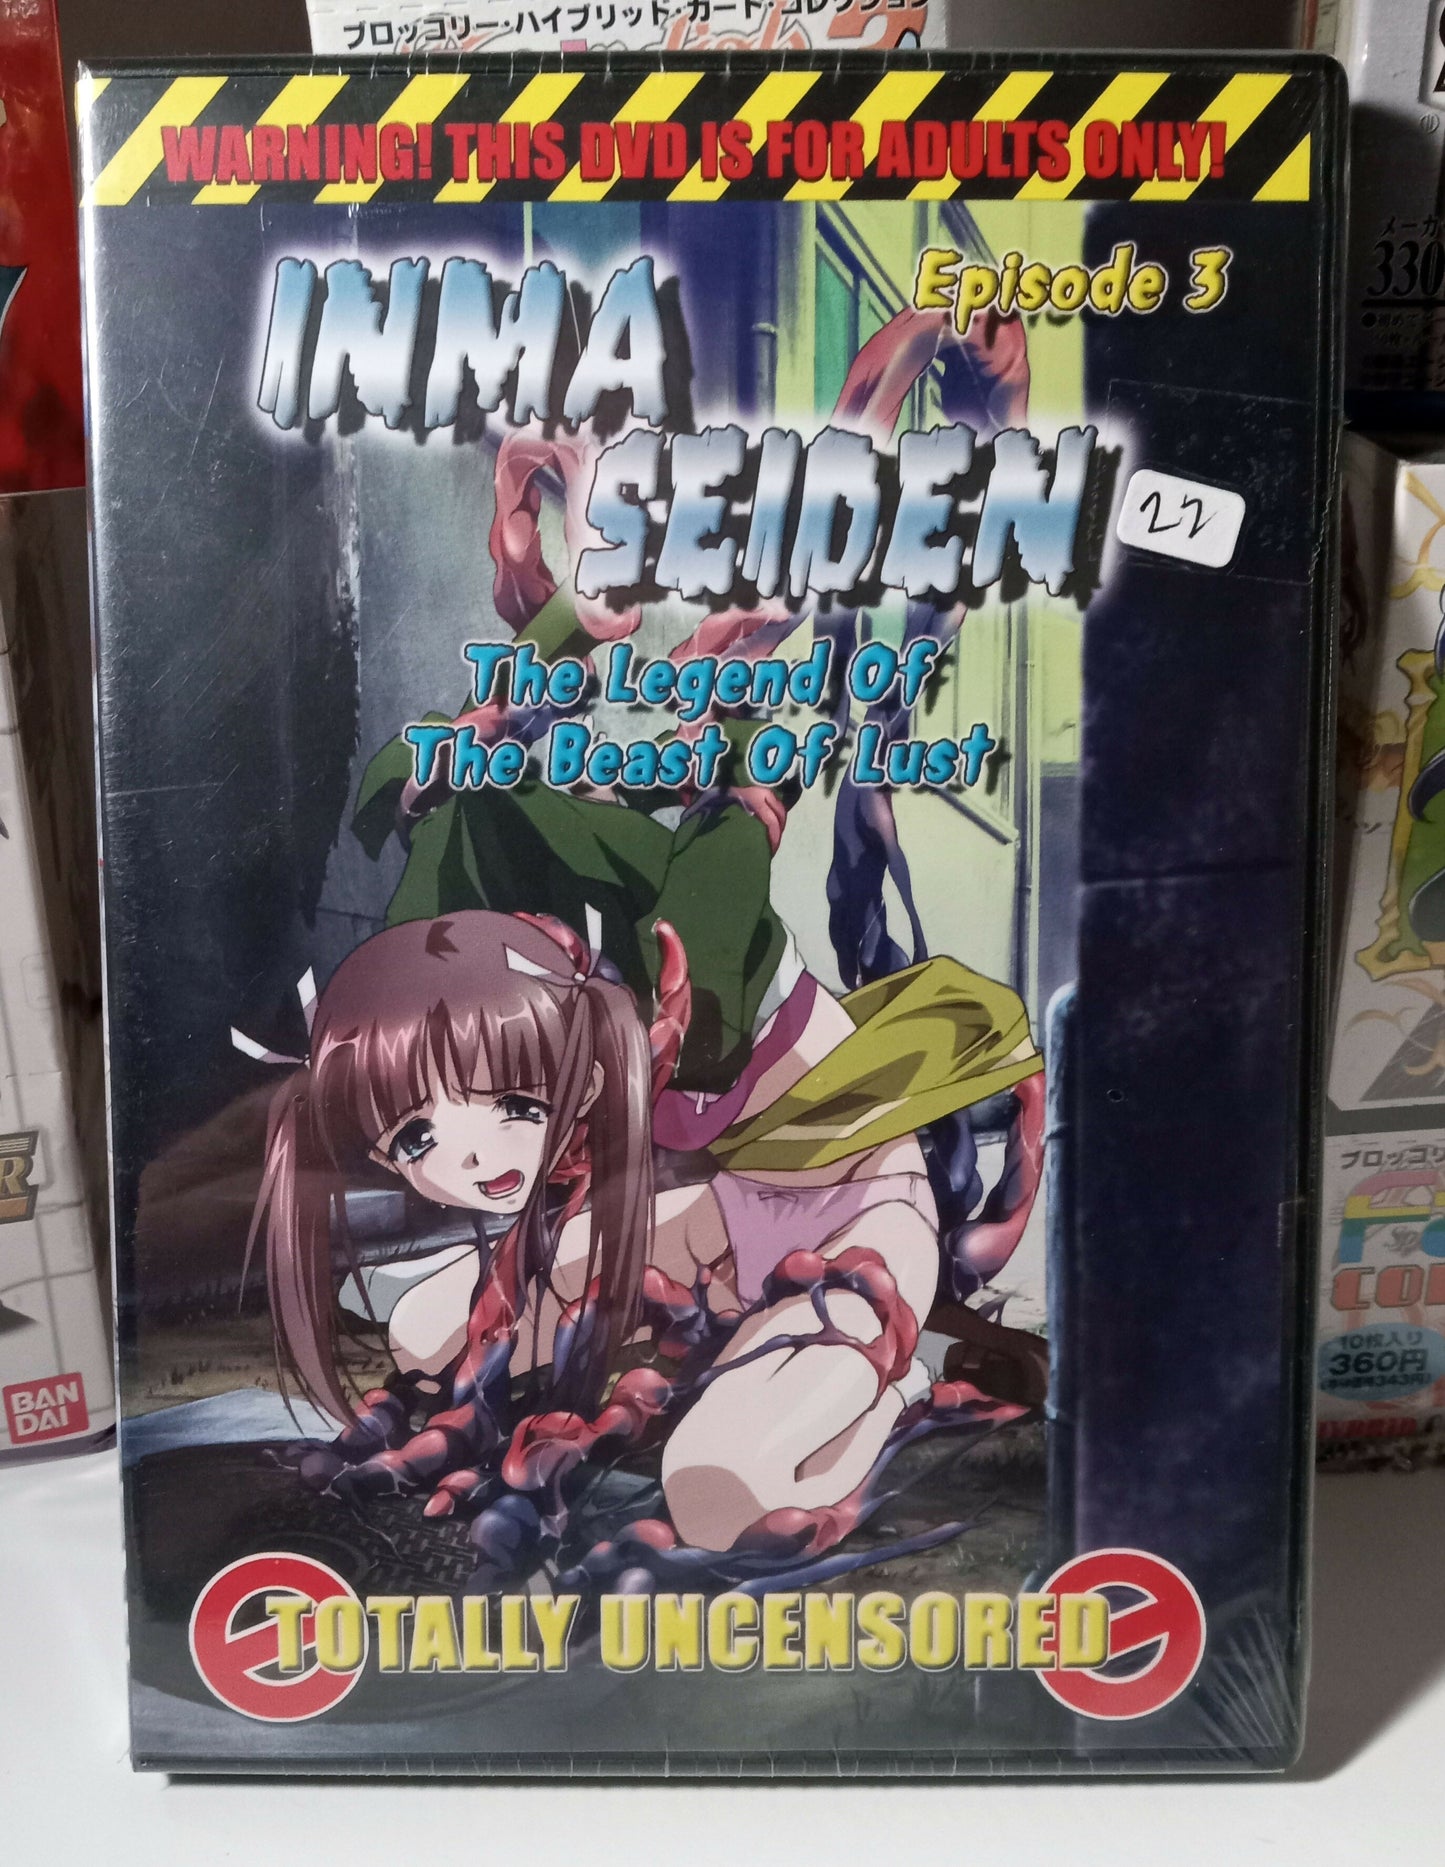 ブロッコリー・ハイブリッド・カード・コレクション
WARNING! THIS DVD IS FOR ADULTS ONLY!
Episode 3
INMA
SEIDEN
22
The Legend Of
The Beast Of Lust
TOTALLY UNCENSORED
BAN
DAI
メーカ
330
ブロッコリ
10枚入り
360円